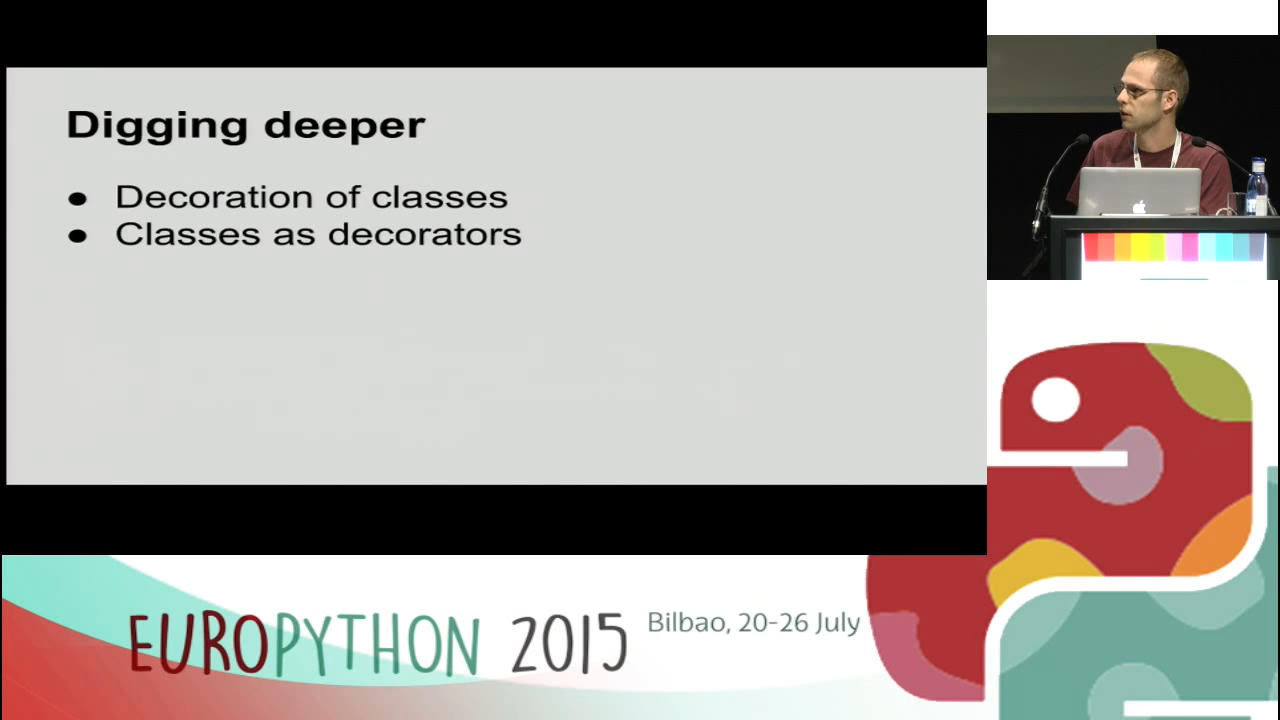 Digging deeper
● Decoration of classes
● Classes as decorators
EUROPYTHON 2015
Bilbao, 20-26 July